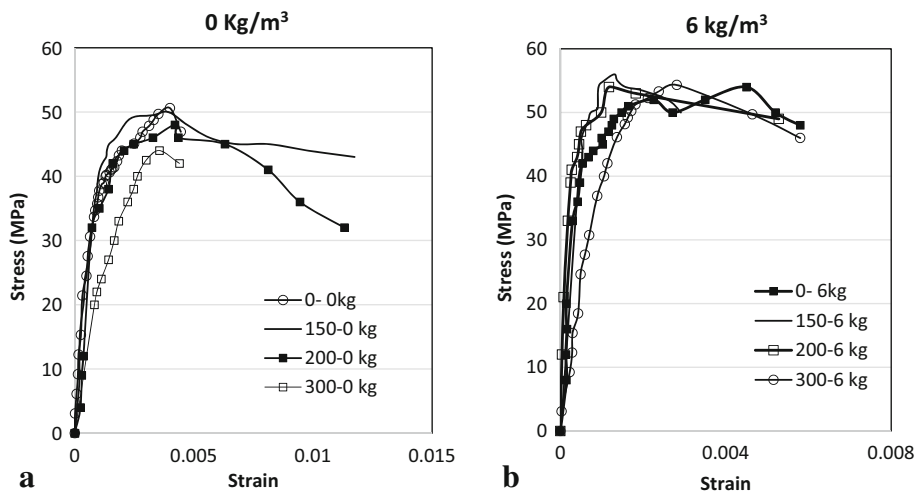 0 Kg/m³
60
50
40
30
20
10
0
Stress (MPa)
0- 0kg
150-0 kg
200-0 kg
300-0 kg
0
0.005
0.01
0.015
Strain
a
6 kg/m³
60
50
40
30
20
10
0
Stress (MPa)
0- 6kg
150-6 kg
200-6 kg
300-6 kg
0
0.004
0.008
Strain
b